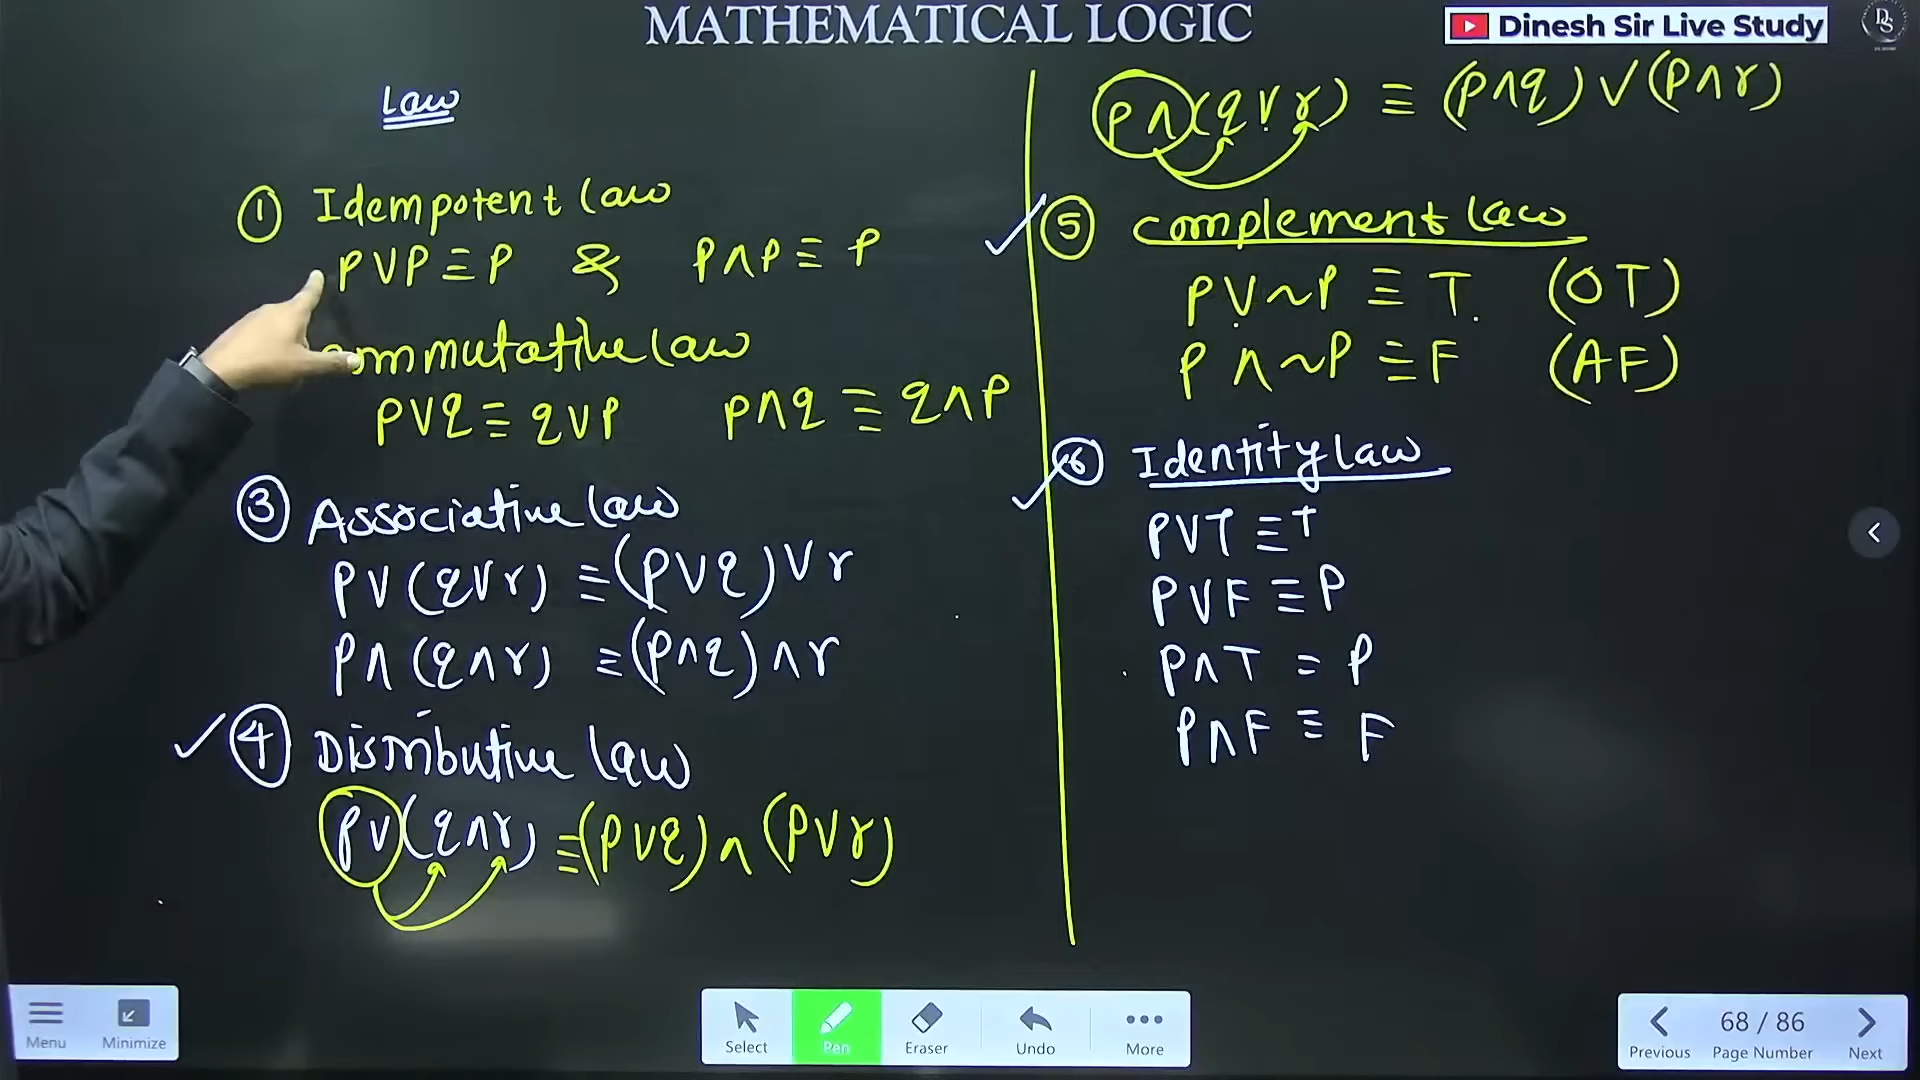 MATHEMATICAL LOGIC
Dinesh Sir Live Study
DS
Law
① Idempotent law
P∨P ≡ P & P∧P ≡ P
ommutative law
P∨q ≡ q∨P P∧q ≡ q∧P
③ Associative law
P∨(q∨r) ≡ (P∨q)∨r
P∧(q∧r) ≡ (P∧q)∧r
④ Distributive law
P∨(q∧r) ≡ (P∨q)∧(P∨r)
P∧(q∨r) ≡ (P∧q)∨(P∧r)
⑤ complement law
P∨~P ≡ T (OT)
P∧~P ≡ F (AF)
⑥ Identity law
P∨T ≡ T
P∨F ≡ P
P∧T ≡ P
P∧F ≡ F
Menu Minimize
Select Pen Eraser Undo More
68 / 86
Previous Page Number Next